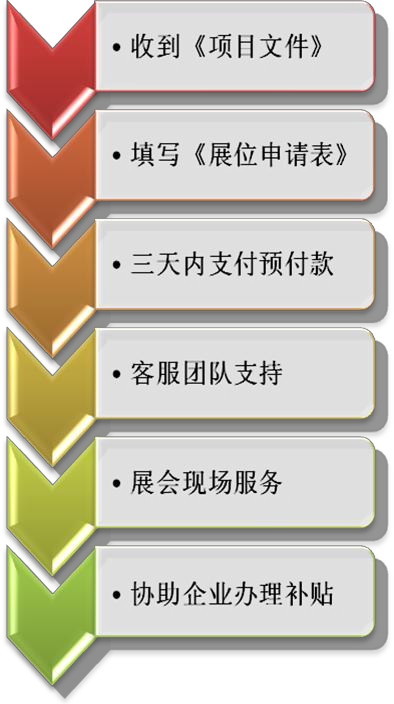 • 收到《项目文件》
• 填写《展位申请表》
• 三天内支付预付款
• 客服团队支持
• 展会现场服务
• 协助企业办理补贴